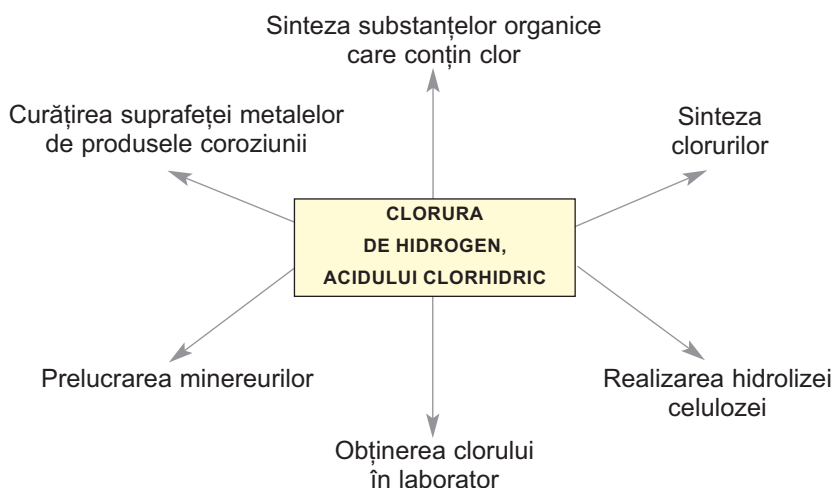 Sinteza substanțelor organice
care conțin clor
Curățirea suprafeței metalelor
de produsele coroziunii
Sinteza
clorurilor
CLORURA
DE HIDROGEN,
ACIDULUI CLORHIDRIC
Prelucrarea minereurilor
Realizarea hidrolizei
celulozei
Obținerea clorului
în laborator